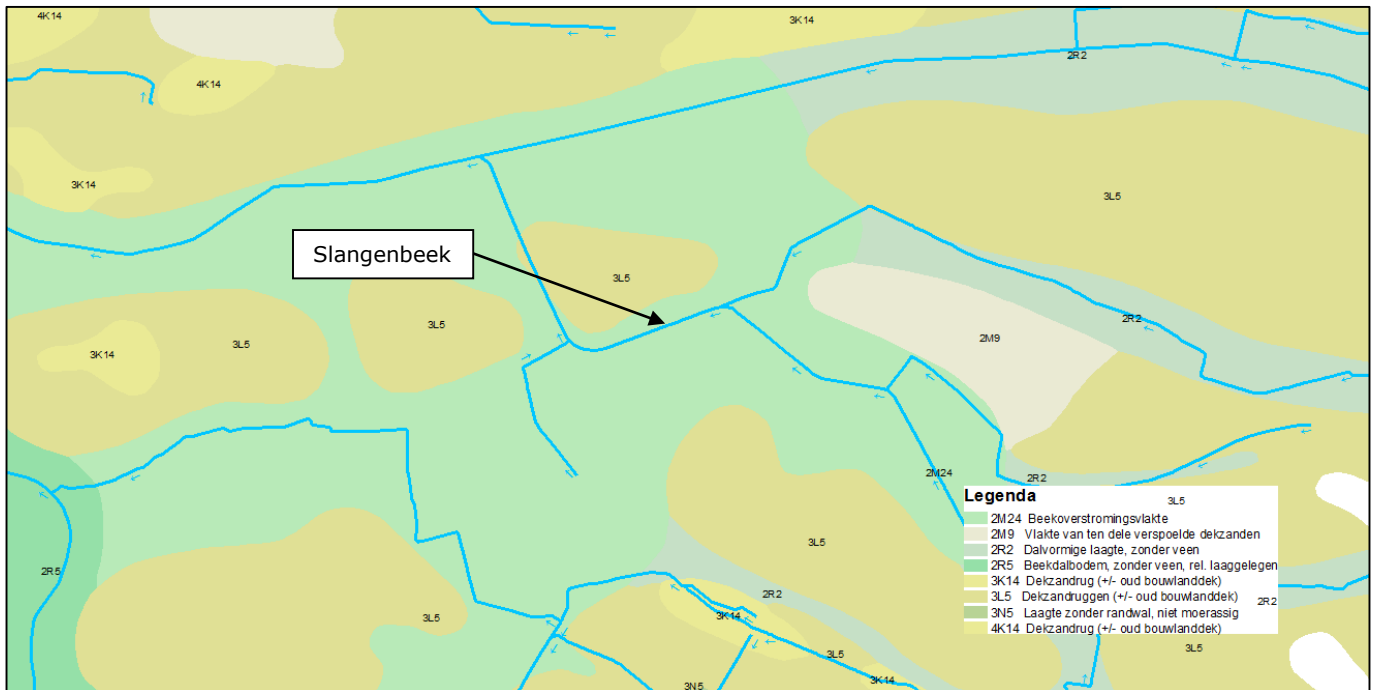 4K14
3K14
2R2
4K14
3K14
3L5
Slangenbeek
3L5
3L5
2R2
2M9
3L5
3K14
2M24
2R2
3L5
3L5
2R5
2R2
3K14
3L5
3L5
3K14
3N5
2R2
3L5
Legenda
2M24 Beekoverstromingsvlakte
2M9 Vlakte van ten dele verspoelde dekzanden
2R2 Dalvormige laagte, zonder veen
2R5 Beekdalbodem, zonder veen, rel. laaggelegen
3K14 Dekzandrug (+/- oud bouwlanddek)
3L5 Dekzandruggen (+/- oud bouwlanddek)
3N5 Laagte zonder randwal, niet moerassig
4K14 Dekzandrug (+/- oud bouwlanddek)